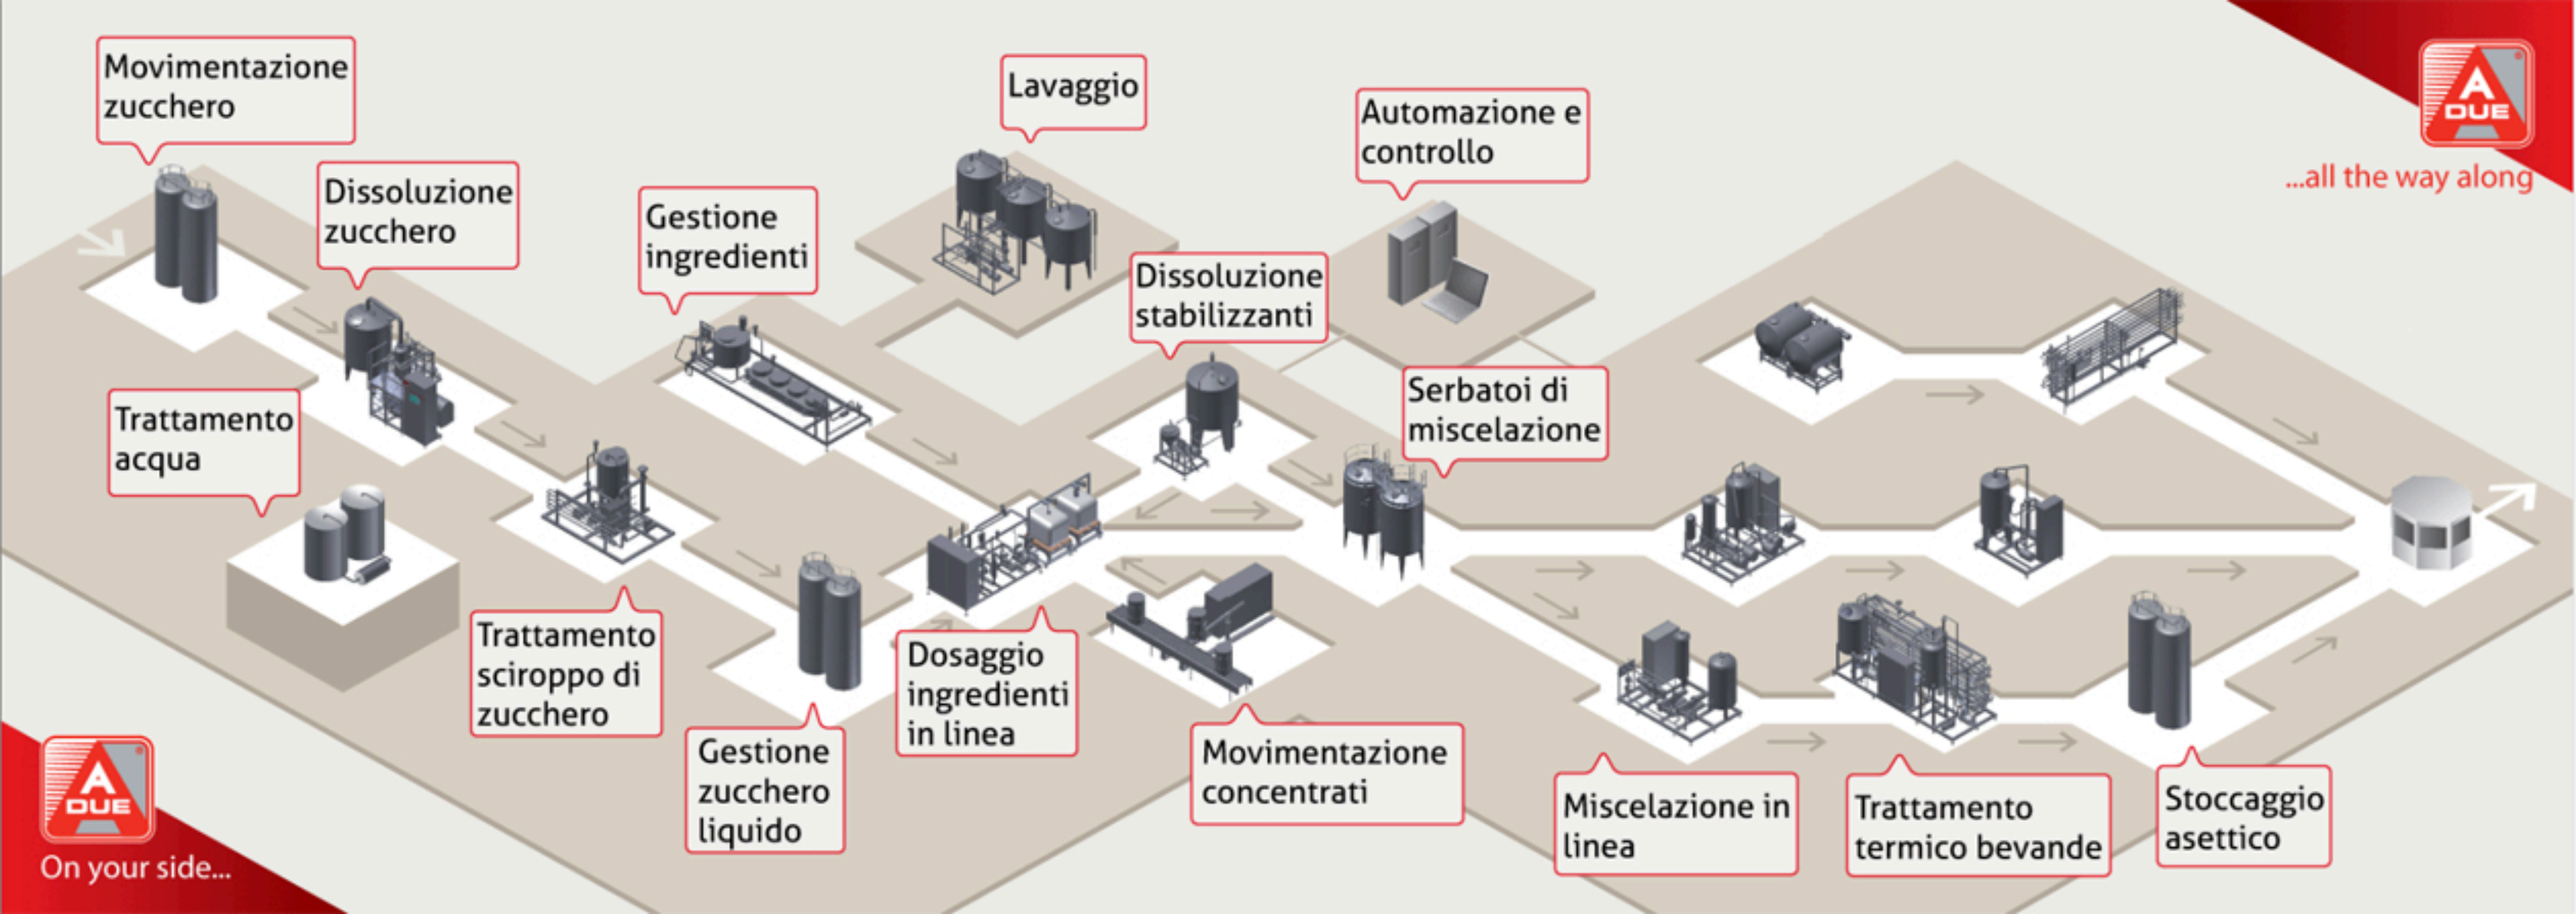 Movimentazione
zucchero
Dissoluzione
zucchero
Trattamento
acqua
Gestione
ingredienti
Lavaggio
Automazione e
controllo
Dissoluzione
stabilizzanti
Serbatoi di
miscelazione
A
DUE
...all the way along
Trattamento
sciroppo di
zucchero
Gestione
zucchero
liquido
Dosaggio
ingredienti
in linea
Movimentazione
concentrati
Miscelazione in
linea
Trattamento
termico bevande
Stoccaggio
asettico
A
DUE
On your side...